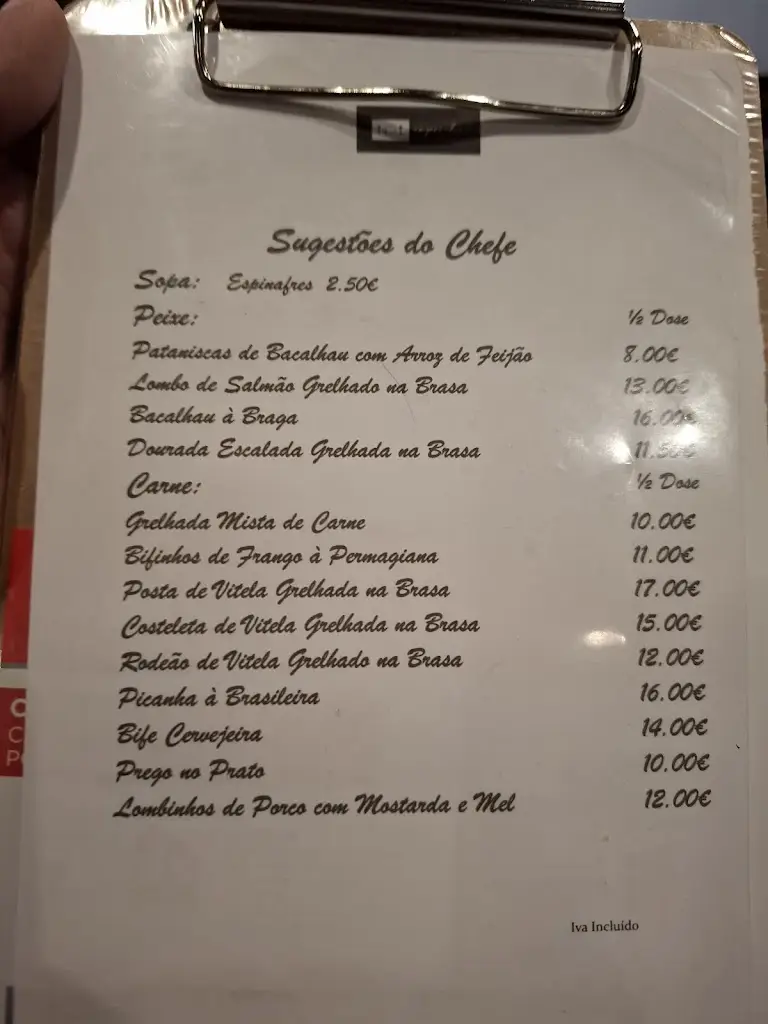 Sugestões do Chefe
Sopa: Espinafres 2.50€
Peixe: ½ Dose
Pataniscas de Bacalhau com Arroz de Feijão 8.00€
Lombo de Salmão Grelhado na Brasa 13.00€
Bacalhau à Braga 16.00€
Dourada Escalada Grelhada na Brasa
Carne: ½ Dose
Grelhada Mista de Carne 10.00€
Bifinhos de Frango à Permagiana 11.00€
Posta de Vitela Grelhada na Brasa 17.00€
Costeleta de Vitela Grelhada na Brasa 15.00€
Rodeão de Vitela Grelhado na Brasa 12.00€
Picanha à Brasileira 16.00€
Bife Cervejeira 14.00€
Prego no Prato 10.00€
Lombinhos de Porco com Mostarda e Mel 12.00€
Iva Incluído